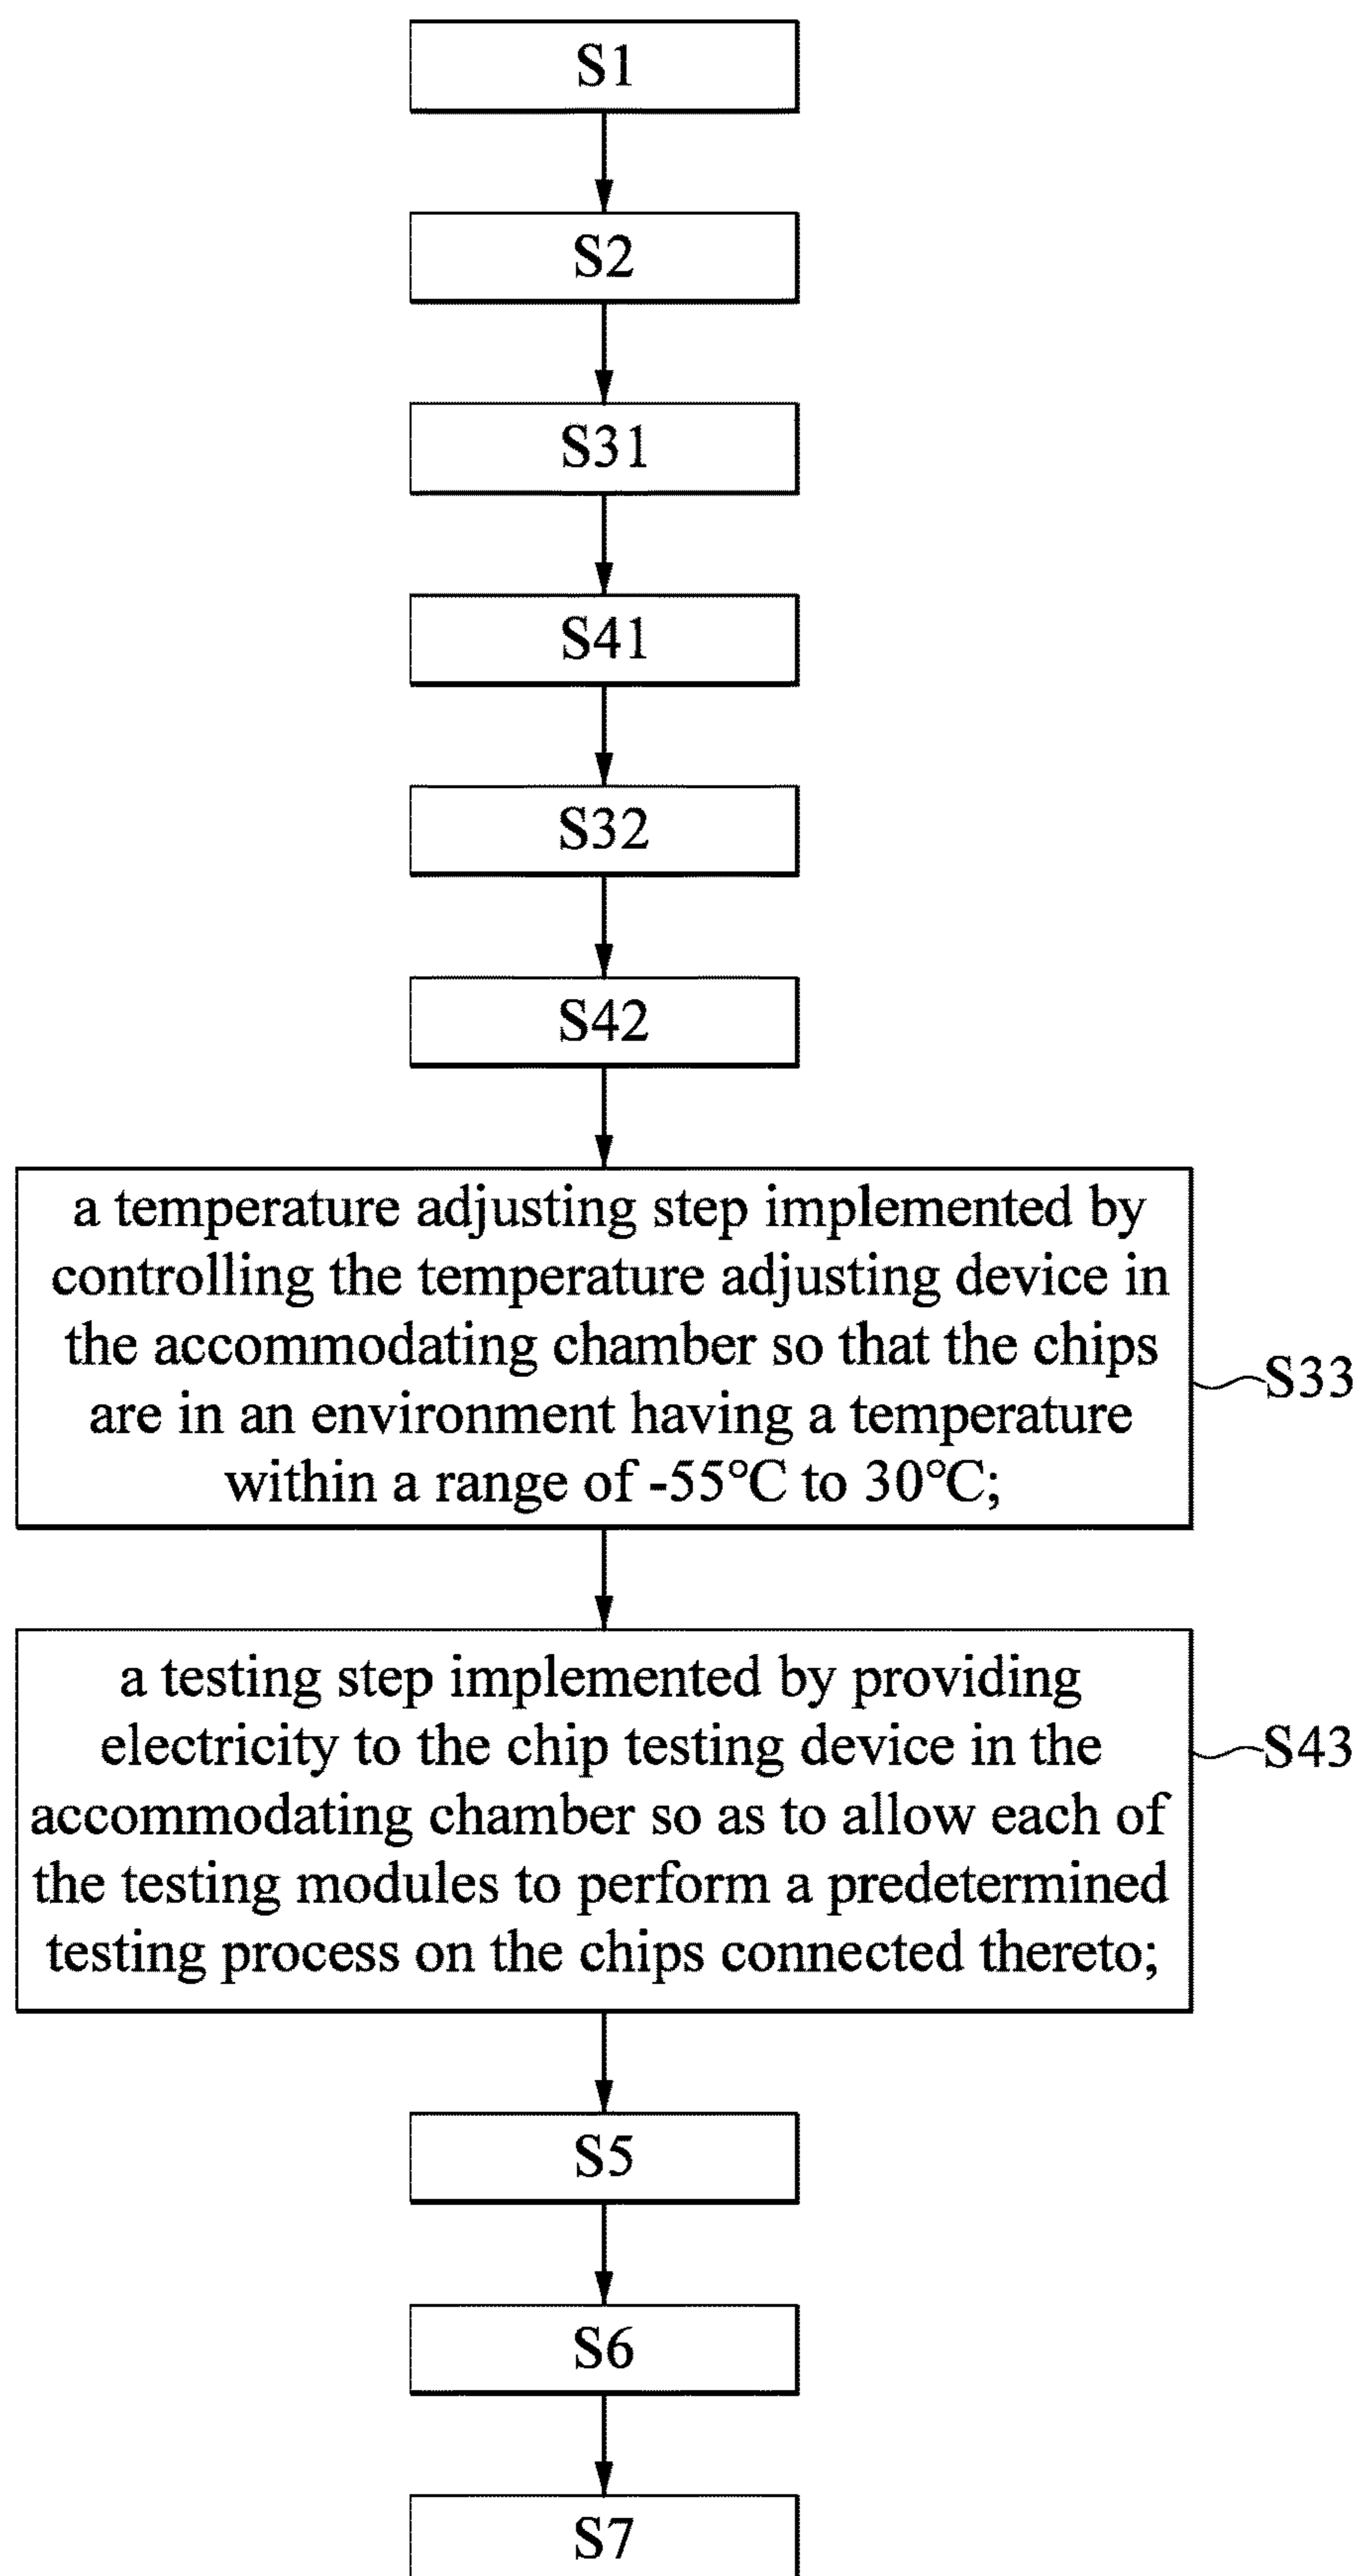 S1
S2
S31
S41
S32
S42
a temperature adjusting step implemented by
controlling the temperature adjusting device in
the accommodating chamber so that the chips
are in an environment having a temperature
within a range of -55°C to 30°C;
S33
a testing step implemented by providing
electricity to the chip testing device in the
accommodating chamber so as to allow each of
the testing modules to perform a predetermined
testing process on the chips connected thereto;
S43
S5
S6
S7